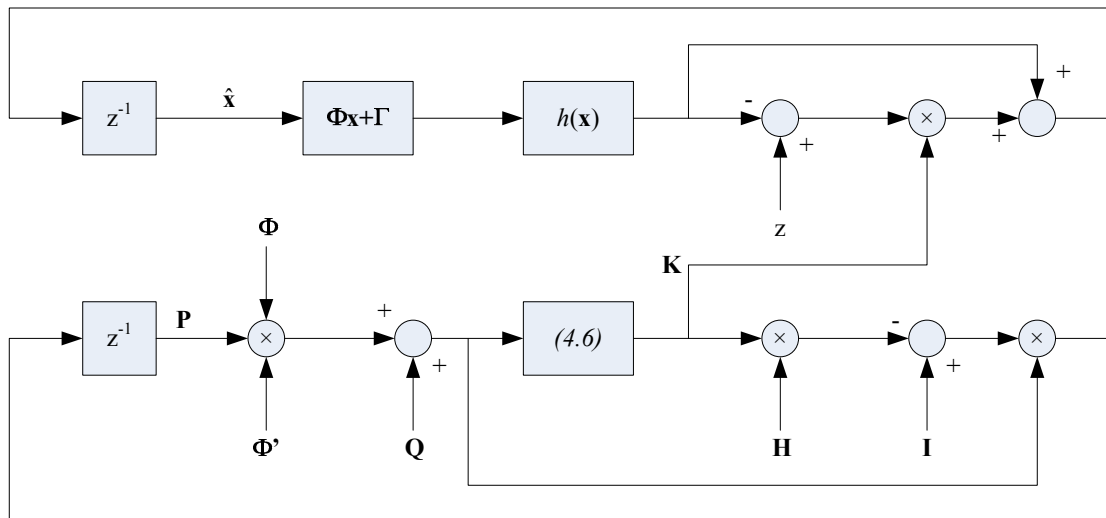 x̂
z⁻¹
Φx+Γ
h(x)
-
+
×
+
+
z
Φ
K
z⁻¹
P
×
+
+
(4.6)
×
-
+
×
Φ’
Q
H
I